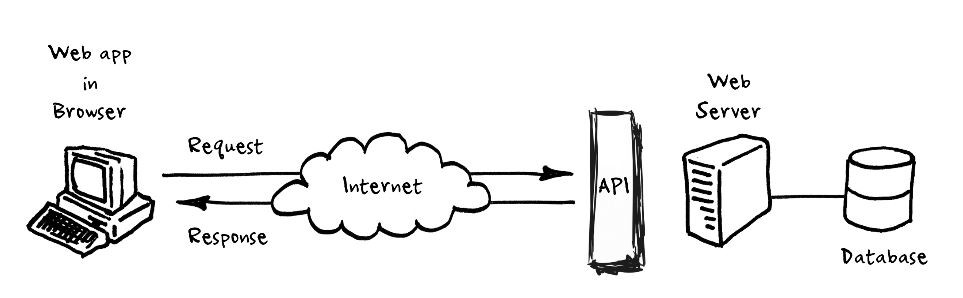 Web app
in
Browser
Request
Response
Internet
API
Web
Server
Database